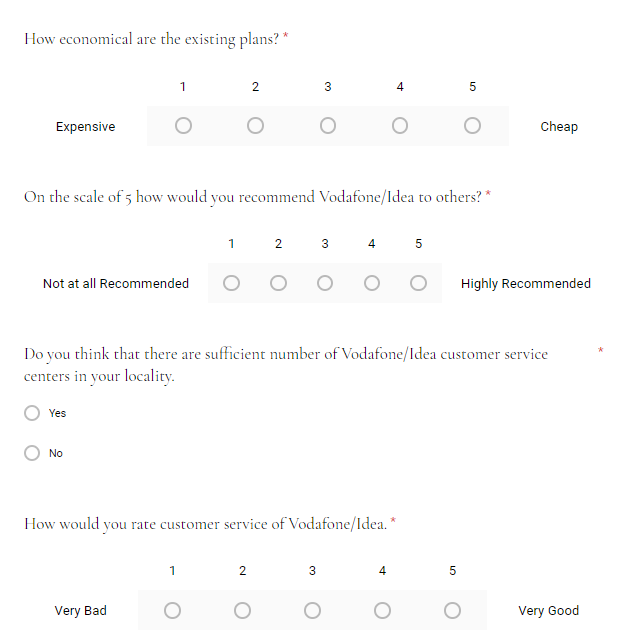 How economical are the existing plans? *
1 2 3 4 5
Expensive Cheap
On the scale of 5 how would you recommend Vodafone/Idea to others? *
1 2 3 4 5
Not at all Recommended Highly Recommended
Do you think that there are sufficient number of Vodafone/Idea customer service *
centers in your locality.
Yes
No
How would you rate customer service of Vodafone/Idea. *
1 2 3 4 5
Very Bad Very Good